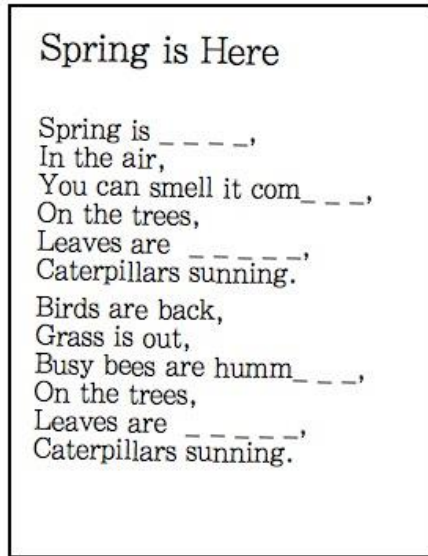 Spring is Here
Spring is _ _ _ _,
In the air,
You can smell it com_ _ _,
On the trees,
Leaves are _ _ _ _ _,
Caterpillars sunning.
Birds are back,
Grass is out,
Busy bees are humm_ _ _,
On the trees,
Leaves are _ _ _ _ _,
Caterpillars sunning.